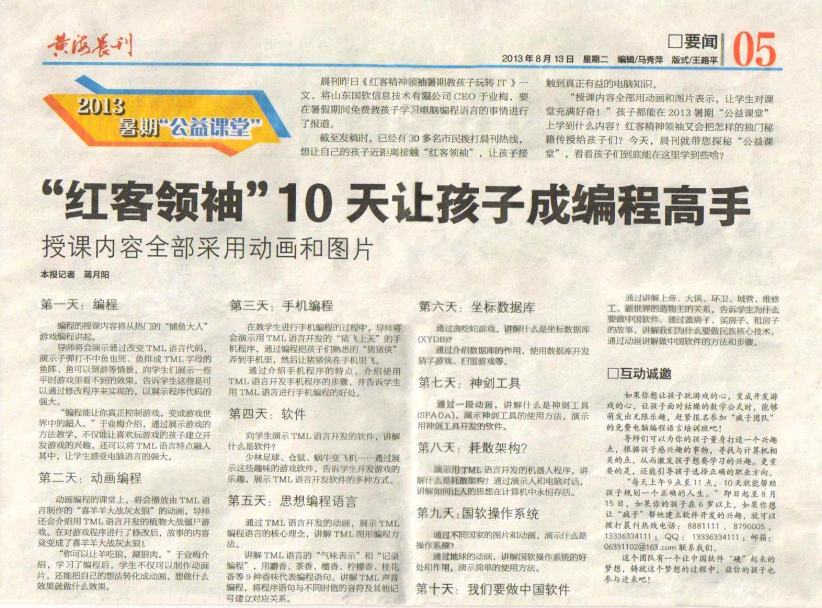 黄海晨刊
2013年8月13日 星期二 编辑/马秀萍 版式/王路平
□要闻
05
2013
暑期“公益课堂”
晨刊昨日《红客精神领袖暑期教孩子玩转IT》一
文，将山东国软信息技术有限公司CEO于业梅，要
在暑假期间免费教孩子学习电脑编程语言的事情进行
了报道。
截至发稿时，已经有30多名市民拨打晨刊热线，
想让自己的孩子近距离接触“红客领袖”，让孩子接
触到真正有益的电脑知识。
“授课内容全部用动画和图片表示，让学生对课
堂充满好奇！”孩子都能在2013暑期“公益课堂”
上学到什么内容？红客精神领袖又会把怎样的独门秘
籍传授给孩子们？今天，晨刊就带您探秘“公益课
堂”，看看孩子们到底能在这里学到些啥？
“红客领袖”10天让孩子成编程高手
授课内容全部采用动画和图片
本报记者 蒋月阳
第一天：编程
编程的授课内容将从热门的“捕鱼大人”
游戏编程讲起。
导师将会演示通过改变TML语言代码，
演示子弹打不中鱼虫死、鱼排成TML字母的
鱼阵，鱼可以倒游等情景，向学生们展示一些
平时游戏里看不到的效果，告诉学生这些是可
以通过修改程序来实现的，以展示程序代码的
强大。
“编程能让你真正控制游戏，变成游戏世
界中的超人。”于业梅介绍，通过展示游戏的
方法教学，不仅能让喜欢玩游戏的孩子建立开
发游戏的兴趣，还可以将TML语言特点融入
其中，让学生感受电脑语言的强大。
第二天：动画编程
动画编程的课堂上，将会播放由TML语
言制作的“喜羊羊大战灰太狼”的动画，导师
还会介绍用TML语言开发的植物大战僵尸游
戏。在对游戏程序进行了修改后，故事的内容
就变成了喜羊羊大战灰太狼！
“你可以让羊吃狼，涮狼肉。”于业梅介
绍，学习了编程后，学生不仅可以制作动画
片，还能把自己的想法转化成动画，想做什么
效果就做什么效果。
第三天：手机编程
在教学生进行手机编程的过程中，导师将
会演示用TML语言开发的“猪飞上天”的手
机程序，通过编程把孩子们熟悉的“猪猪侠”
弄到手机里，然后让猪猪侠在手机里飞。
通过介绍手机程序的特点，介绍使用
TML语言开手机程序的步骤，并告诉学生
用TML语言进行手机编程的好处。
第四天：软件
向学生演示TML语言开发的软件，讲解
什么是软件？
少林足球、仓鼠、蜗牛变飞机……通过展
示这些趣味的游戏软件，告诉学生开发游戏的
乐趣，展示TML语言开发软件的多种方式。
第五天：思想编程语言
通过TML语言开发的动画，展示TML
编程语言的核心理念，讲解TML图形编程方
法。
讲解TML语言的“气味表示”和“记录
编程”，用麝香、茶香、檀香、柠檬香、桂花
香等9种香味代表编程语句。讲解TML声音
编程，将程序语句与不同时值的音符及其他记
号建立对应关系。
第六天：坐标数据库
通过贪吃蛇游戏，讲解什么是坐标数据库
(XYDB)?
通过介绍数据库的作用，使用数据库开发
猜字游戏，扫雷游戏等。
第七天：神剑工具
通过一段动画，讲解什么是神剑工具
(SPADA)。演示神剑工具的使用方法，演示
用神剑工具开发的软件。
第八天：耗散架构？
演示用TML语言开发的机器人程序，讲
解什么是耗散架构？通过演示人和电脑对话，
讲解如何让人的思想在计算机中永恒存活。
第九天：国软操作系统
通过不同国家的图片和动画，演示什么是
操作系统？
通过地球的动画，讲解国软操作系统的好
处和作用，演示简单的使用方法。
第十天：我们要做中国软件
通过讲解上帝、大侠、环卫、城管、维修
工、新世界的造物主的关系，告诉学生为什么
要做中国软件。通过盖房子、买房子、租房子
的故事，讲解我们为什么要做民族核心技术，
通过动画讲解做中国软件的方法和步骤。
□互动诚邀
如果你想让孩子玩游戏的心，变成开发游
戏的心，让孩子面对枯燥的数学公式时，能够
萌发出无限乐趣，赶紧报名参加“疯子团队”
的免费电脑编程语言培训班吧！
导师们可以为你的孩子量身打造一个兴趣
点，根据孩子感兴趣的事物，寻找与计算机相
关的点，从而激发孩子想要学习的兴趣。更重
要的是，还能引导孩子选择正确的职业方向。
“每天上午9点至11点，10天就能帮助
孩子规划一个正确的人生。”即日起至8月
15日，如果你的孩子在6岁以上，如果你想
让“疯子”帮他建立软件开发的兴趣，就可以
拨打晨刊热线电话：8881111、8790005、
13336334111；QQ：13336334111；邮箱：
06331102@163.com联系我们。
这个团队有一个让中国软件“硬”起来的
梦想，铸就这个梦想的过程中，让你的孩子也
参与进来吧！